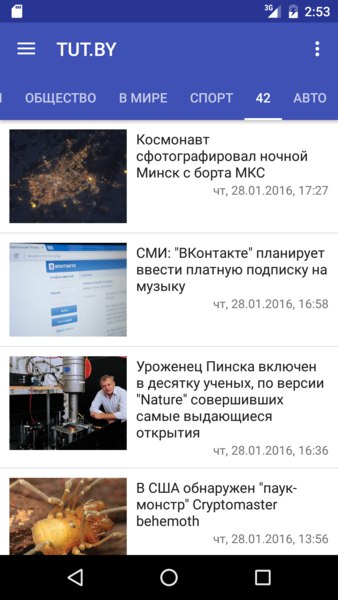 3G 2:53
TUT.BY
ОБЩЕСТВО В МИРЕ СПОРТ 42 АВТО
Космонавт
сфотографировал ночной
Минск с борта МКС
чт, 28.01.2016, 17:27
СМИ: "ВКонтакте" планирует
ввести платную подписку на
музыку
чт, 28.01.2016, 16:58
Уроженец Пинска включен
в десятку ученых, по версии
"Nature" совершивших
самые выдающиеся
открытия
чт, 28.01.2016, 16:36
В США обнаружен "паук-
монстр" Cryptomaster
behemoth
чт, 28.01.2016, 13:56